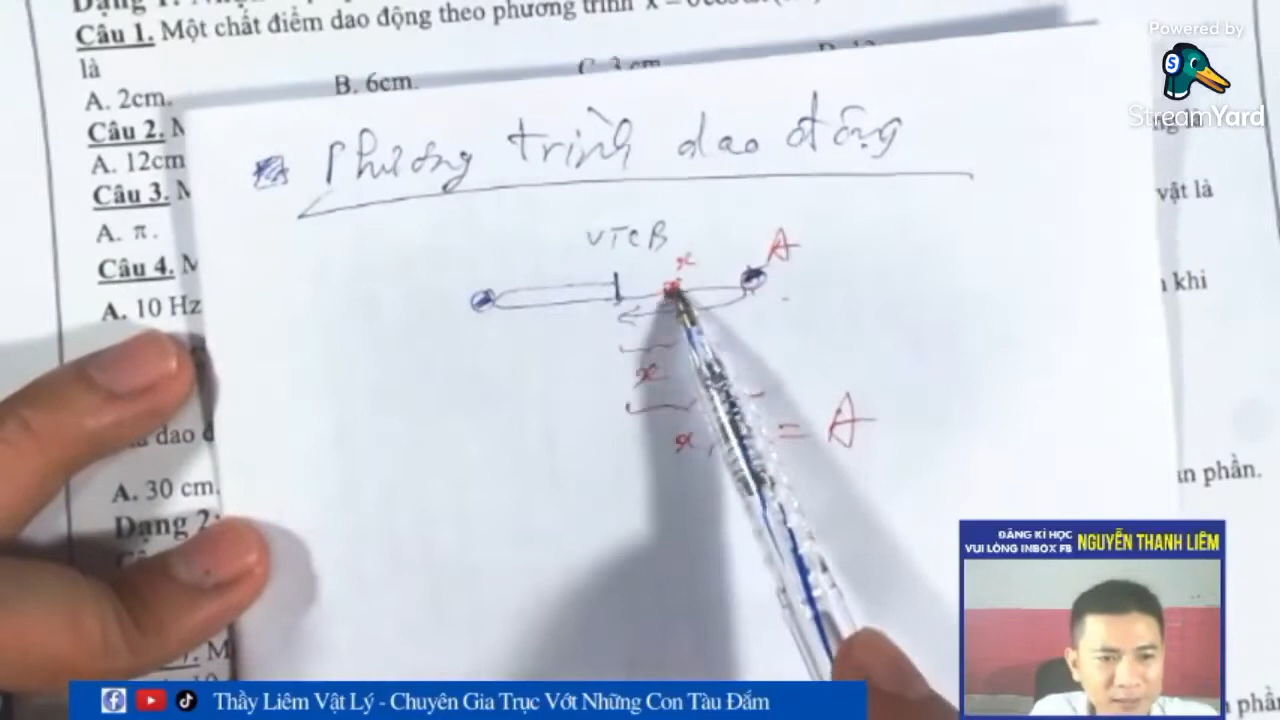 Câu 1. Một chất điểm dao động theo phương trình x =
là
A. 2cm.
B. 6cm.
C. 3 cm
Câu 2. M
A. 12cm
Câu 3. M
A. π.
vật là
Câu 4. M
khi
A. 10 Hz
Phương trình dao động
VTCB
x
A
x
x, = A
dao đ
A. 30 cm.
phần.
Dạng 2:
Powered by
StreamYard
ĐĂNG KÍ HỌC
VUI LÒNG INBOX FB
NGUYỄN THANH LIÊM
Thầy Liêm Vật Lý - Chuyên Gia Trục Vớt Những Con Tàu Đắm